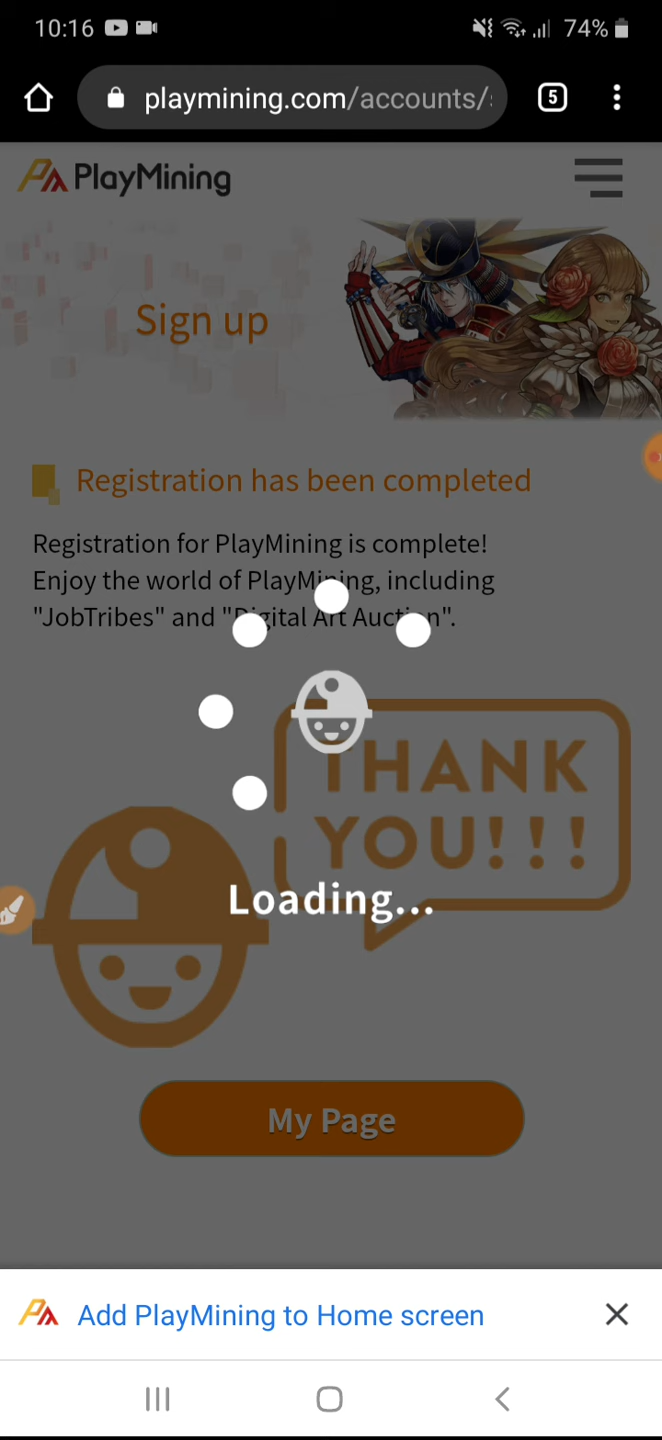 10:16
74%
playmining.com/accounts/
5
PlayMining
Sign up
Registration has been completed
Registration for PlayMining is complete!
Enjoy the world of PlayMining, including
"JobTribes" and "Digital Art Auction".
THANK
YOU!!!
Loading...
My Page
Add PlayMining to Home screen